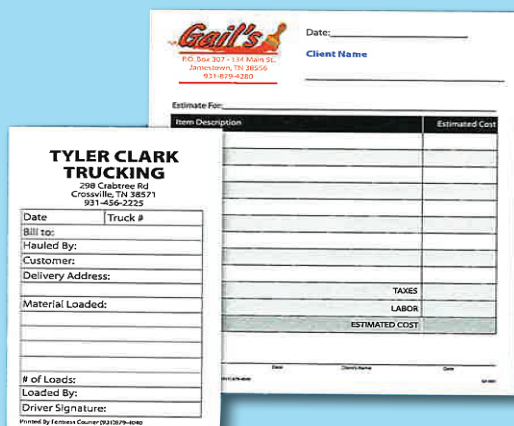 Gail's
P.O. Box 307 - 134 Main St.
Jamestown, TN 38556
931-879-4280
Date:
Client Name
Estimate For:
Item Description Estimated Cost
TAXES
LABOR
ESTIMATED COST
Date Client's Name Date
TYLER CLARK
TRUCKING
298 Crabtree Rd
Crossville, TN 38571
931-456-2225
Date Truck #
Bill to:
Hauled By:
Customer:
Delivery Address:
Material Loaded:
# of Loads:
Loaded By:
Driver Signature:
Printed By Fentress Courier (931)879-4040